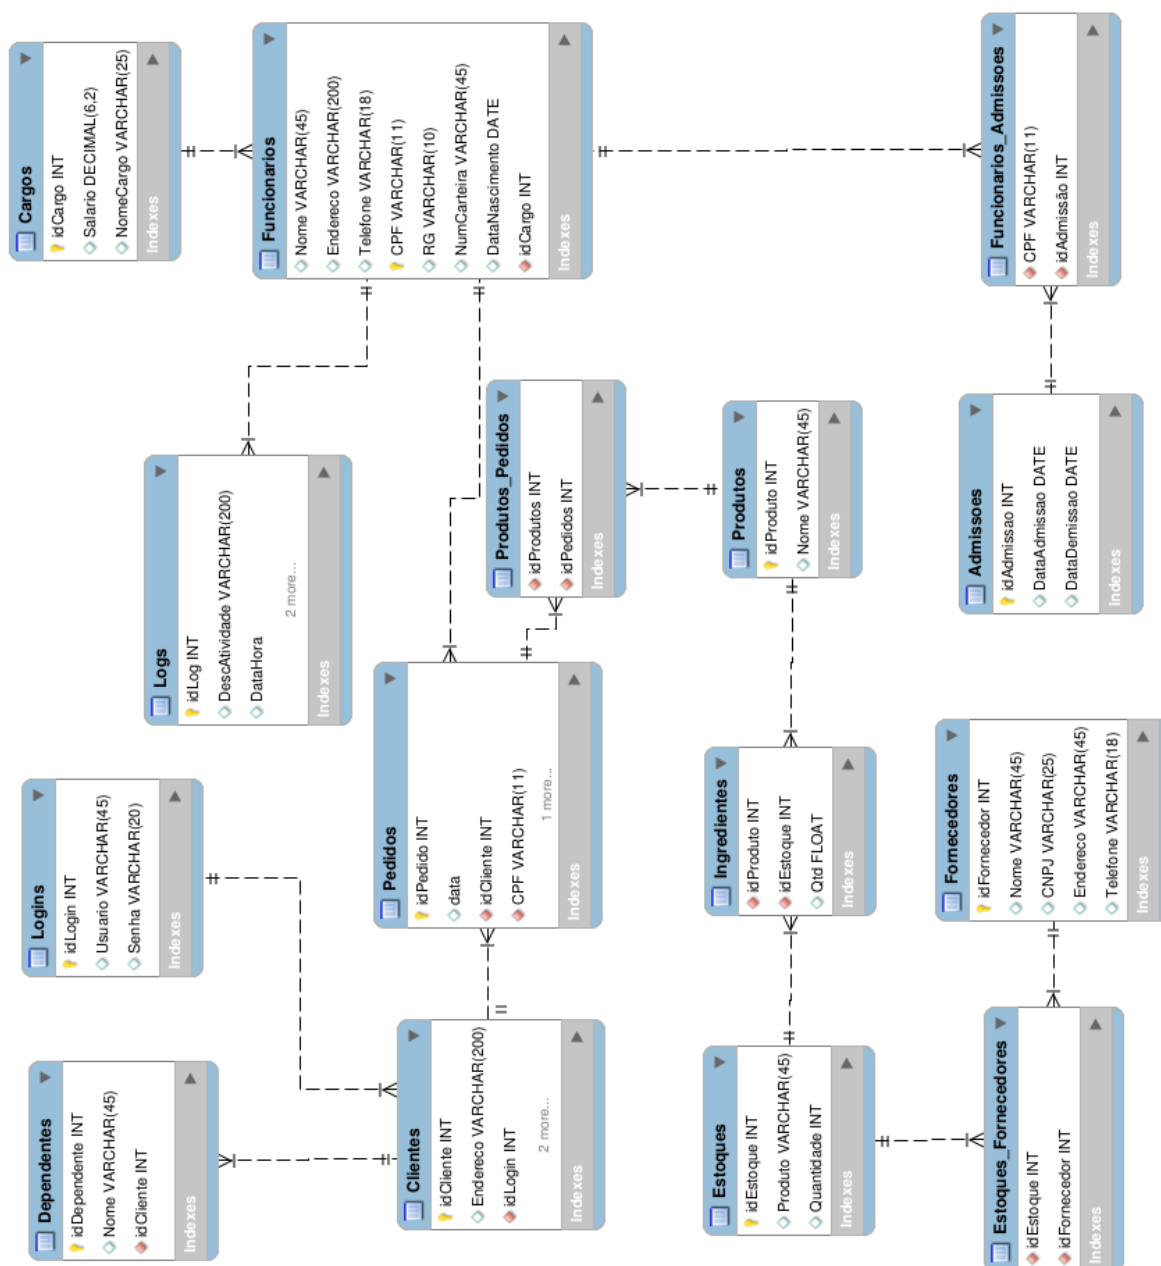 Dependentes
idDependente INT
Nome VARCHAR(45)
idCliente INT
Indexes
Logins
idLogin INT
Usuario VARCHAR(45)
Senha VARCHAR(20)
Indexes
Logs
idLog INT
DescAtividade VARCHAR(200)
DataHora
2 more...
Indexes
Cargos
idCargo INT
Salario DECIMAL(6,2)
NomeCargo VARCHAR(25)
Indexes
Clientes
idCliente INT
Endereco VARCHAR(200)
idLogin INT
2 more...
Indexes
Pedidos
idPedido INT
data
idCliente INT
CPF VARCHAR(11)
1 more...
Indexes
Produtos_Pedidos
idProdutos INT
idPedidos INT
Indexes
Funcionarios
Nome VARCHAR(45)
Endereco VARCHAR(200)
Telefone VARCHAR(18)
CPF VARCHAR(11)
RG VARCHAR(10)
NumCarteira VARCHAR(45)
DataNascimento DATE
idCargo INT
Indexes
Estoques
idEstoque INT
Produto VARCHAR(45)
Quantidade INT
Indexes
Ingredientes
idProduto INT
idEstoque INT
Qtd FLOAT
Indexes
Produtos
idProduto INT
Nome VARCHAR(45)
Indexes
Estoques_Fornecedores
idEstoque INT
idFornecedor INT
Indexes
Fornecedores
idFornecedor INT
Nome VARCHAR(45)
CNPJ VARCHAR(25)
Endereco VARCHAR(45)
Telefone VARCHAR(18)
Indexes
Admissoes
idAdmissao INT
DataAdmissao DATE
DataDemissao DATE
Indexes
Funcionarios_Admissoes
CPF VARCHAR(11)
idAdmissão INT
Indexes